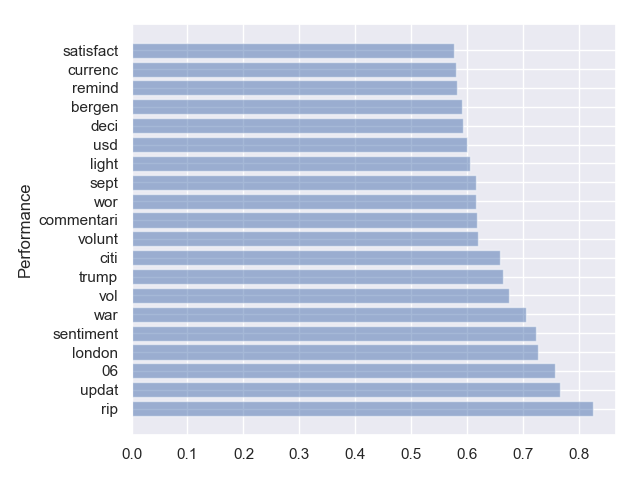 satisfact
currenc
remind
bergen
deci
usd
light
sept
wor
commentari
volunt
citi
trump
vol
war
sentiment
london
06
updat
rip
Performance
0.0 0.1 0.2 0.3 0.4 0.5 0.6 0.7 0.8